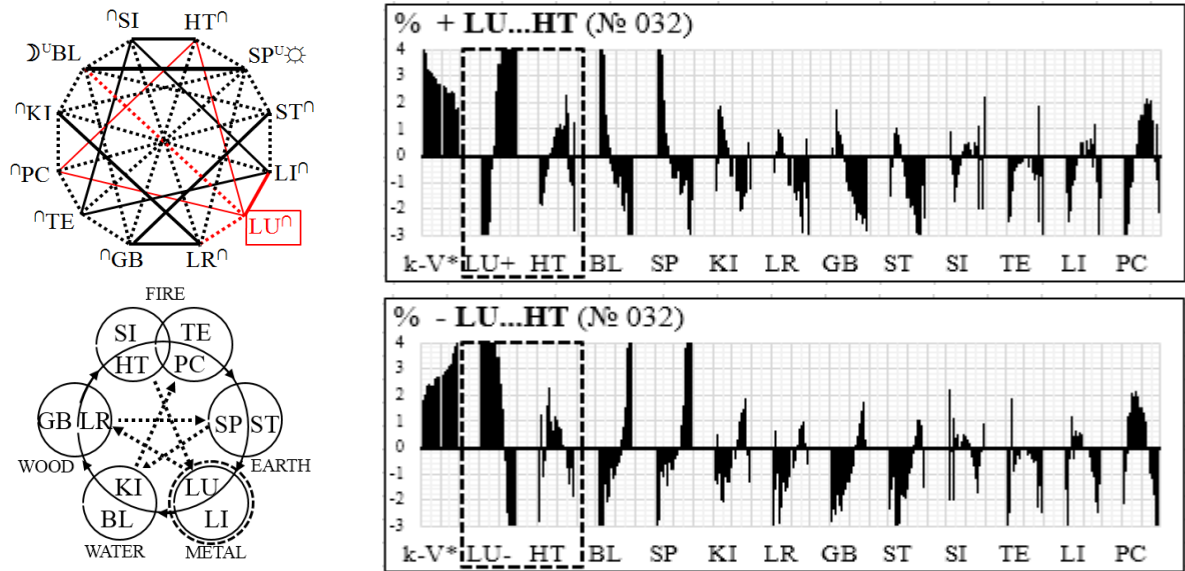 ∩SI HT∩
☽ᵁBL SPᵁ☼
∩KI ST∩
∩PC LI∩
∩TE LU∩
∩GB LR∩
FIRE
SI TE
HT PC
GB LR SP ST
WOOD EARTH
KI LU
BL LI
WATER METAL
% + LU...HT (№ 032)
4
3
2
1
0
-1
-2
-3
k-V* LU+ HT BL SP KI LR GB ST SI TE LI PC
% - LU...HT (№ 032)
4
3
2
1
0
-1
-2
-3
k-V* LU- HT BL SP KI LR GB ST SI TE LI PC